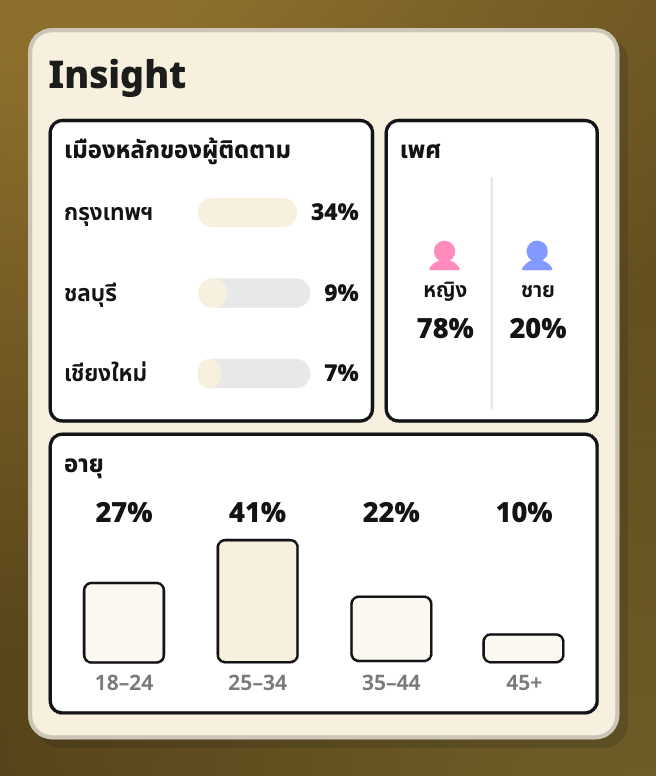 Insight
เมืองหลักของผู้ติดตาม
กรุงเทพฯ 34%
ชลบุรี 9%
เชียงใหม่ 7%
เพศ
หญิง ชาย
78% 20%
อายุ
27% 41% 22% 10%
18–24 25–34 35–44 45+